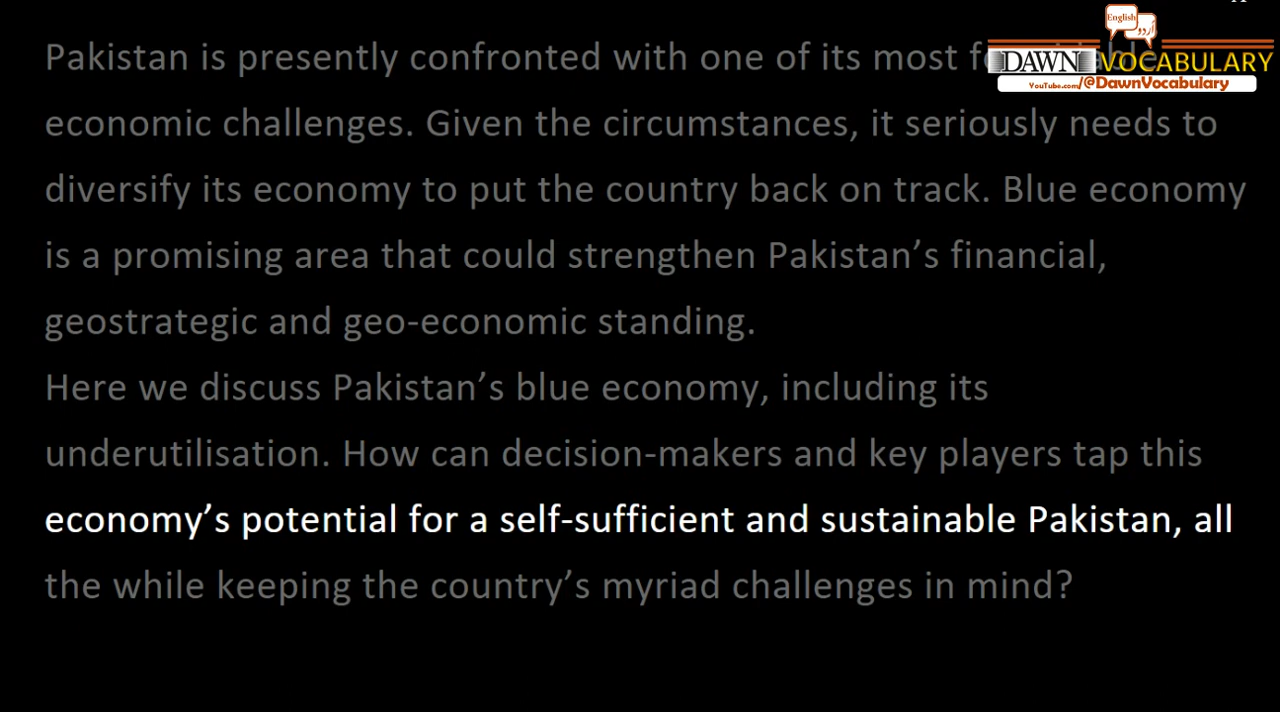 Pakistan is presently confronted with one of its most
economic challenges. Given the circumstances, it seriously needs to
diversify its economy to put the country back on track. Blue economy
is a promising area that could strengthen Pakistan’s financial,
geostrategic and geo-economic standing.
Here we discuss Pakistan’s blue economy, including its
underutilisation. How can decision-makers and key players tap this
economy’s potential for a self-sufficient and sustainable Pakistan, all
the while keeping the country’s myriad challenges in mind?
English
اردو
DAWN VOCABULARY
YouTube.com/@DawnVocabulary